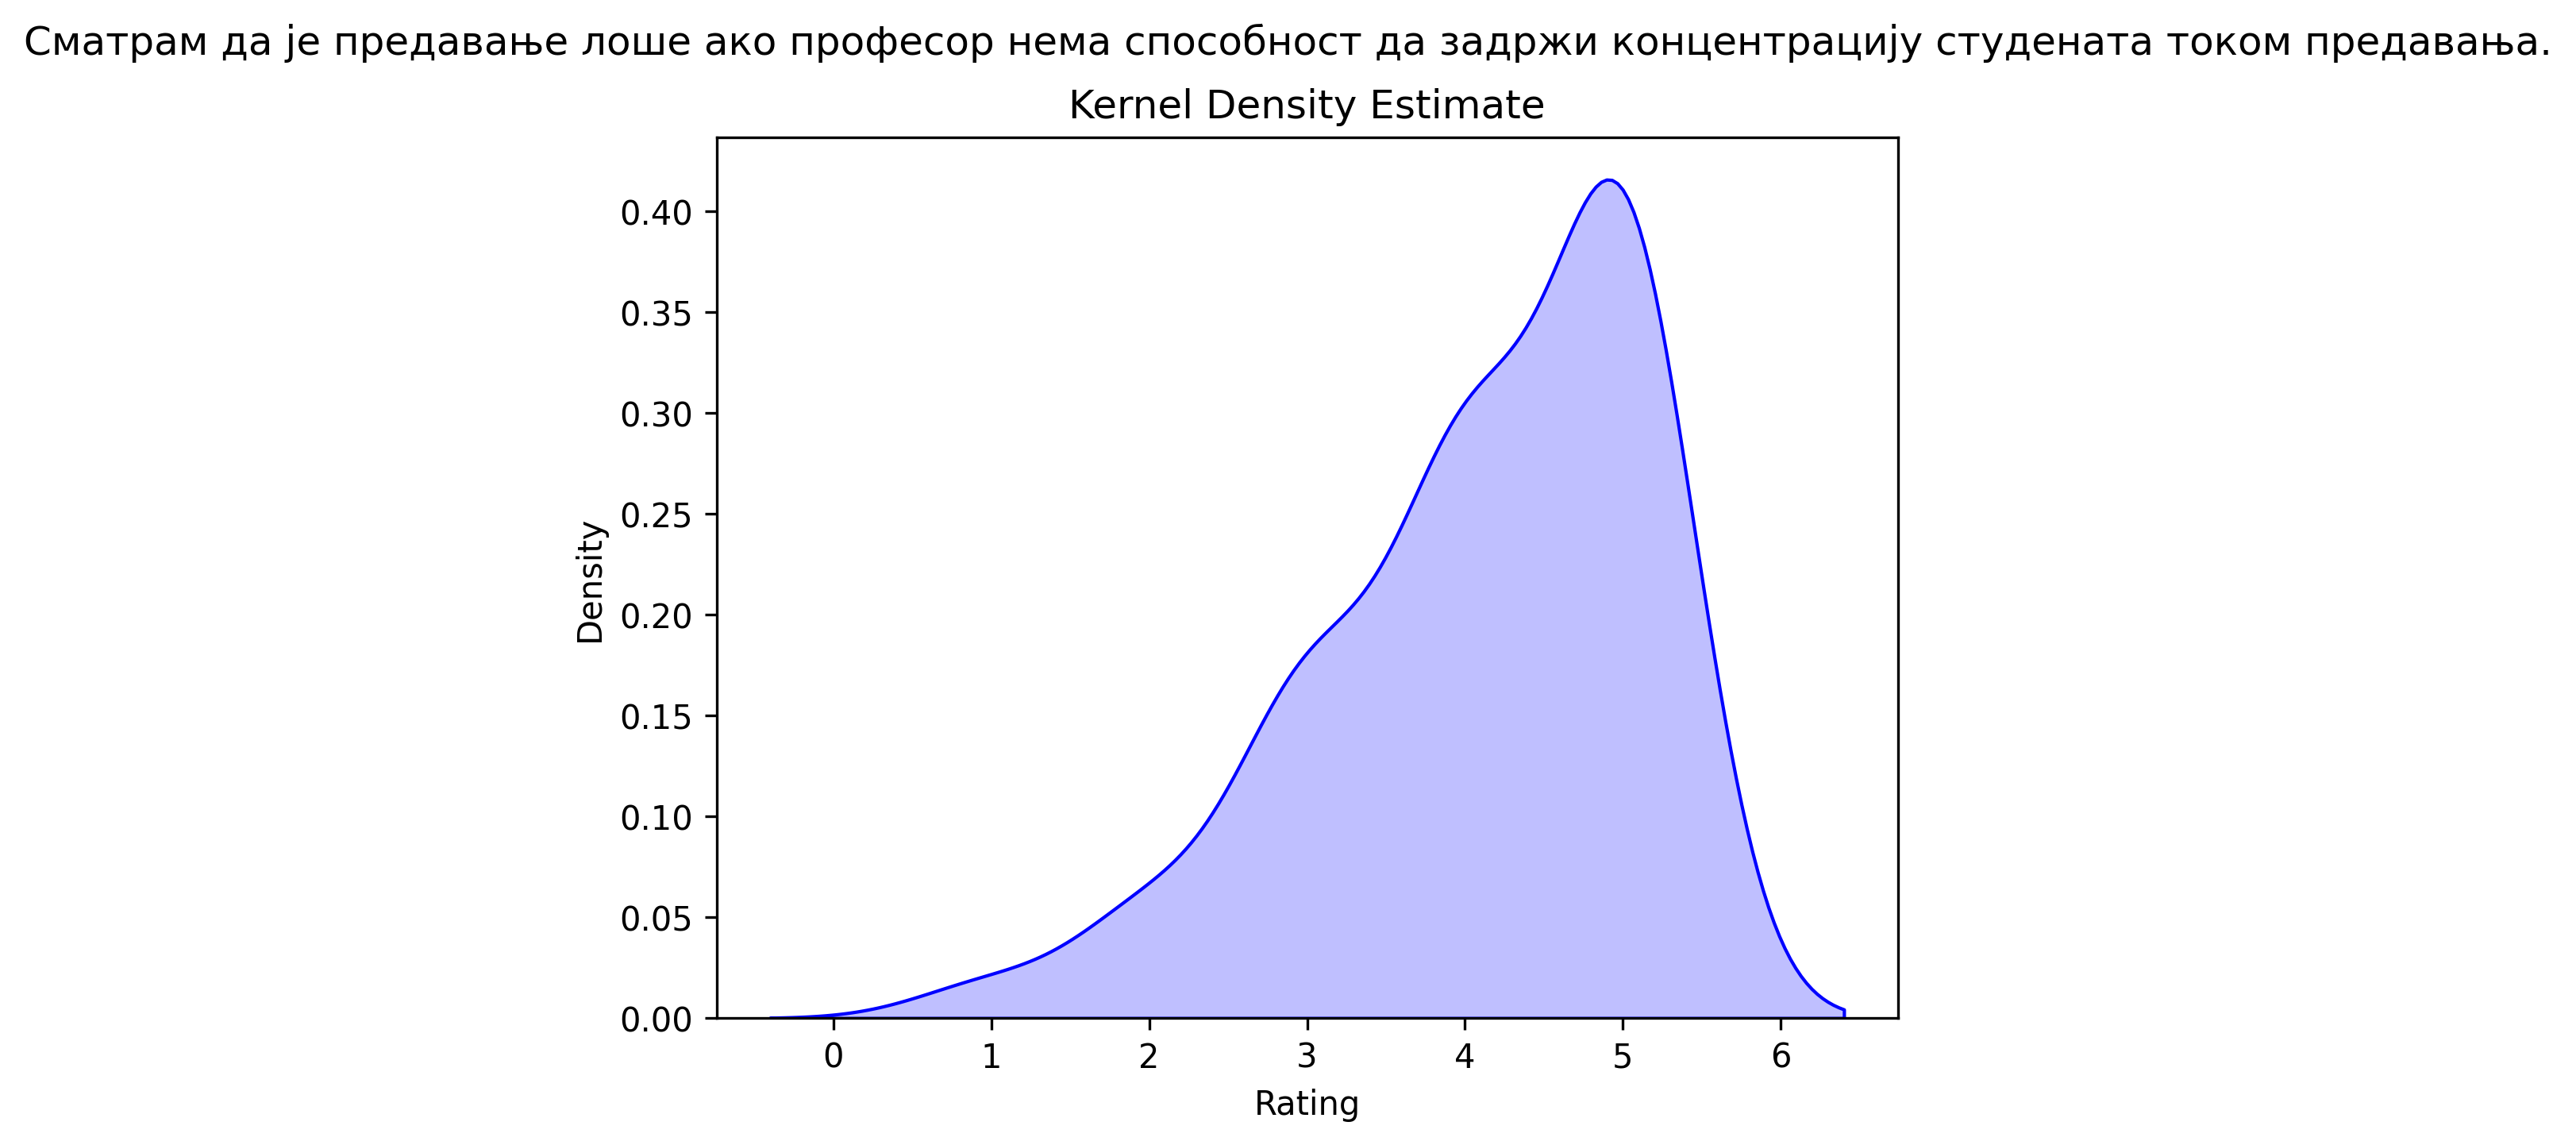 Сматрам да је предавање лоше ако професор нема способност да задржи концентрацију студената током предавања.
Kernel Density Estimate
0.40
0.35
0.30
0.25
0.20
0.15
0.10
0.05
0.00
Density
0 1 2 3 4 5 6
Rating